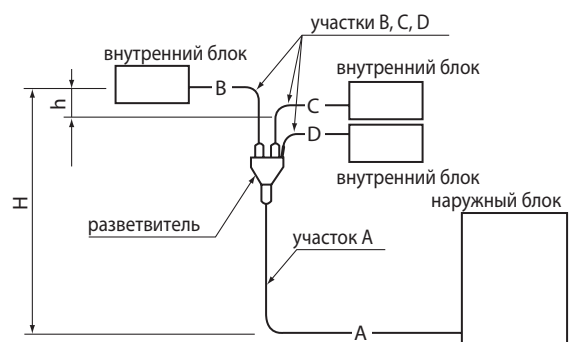 участки B, C, D
внутренний блок
внутренний блок
B
h
C
D
внутренний блок
H
наружный блок
разветвитель
участок A
A